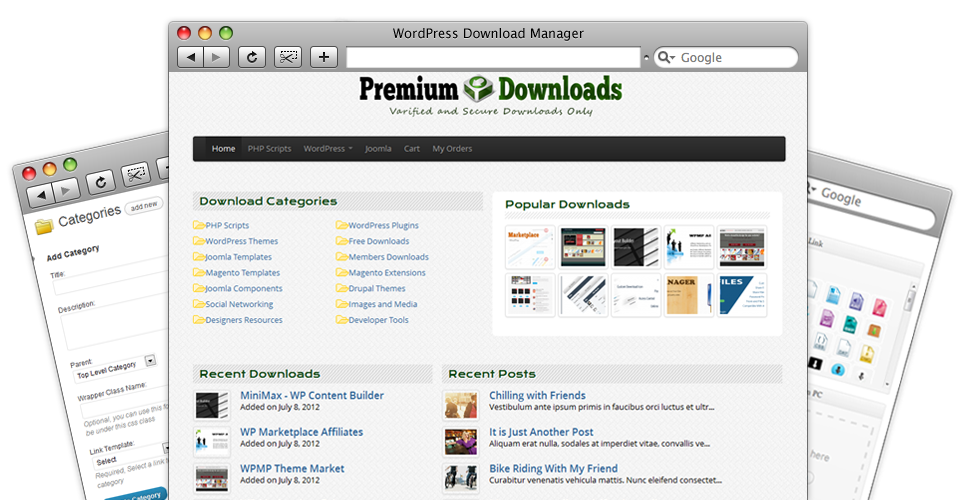 WordPress Download Manager
Google
Premium Downloads
Varified and Secure Downloads Only
Home PHP Scripts WordPress Joomla Cart My Orders
Download Categories
PHP Scripts WordPress Plugins
WordPress Themes Free Downloads
Joomla Templates Members Downloads
Magento Templates Magento Extensions
Joomla Components Drupal Themes
Social Networking Images and Media
Designers Resources Developer Tools
Popular Downloads
Marketplace
Recent Downloads
MiniMax - WP Content Builder
Added on July 8, 2012
WP Marketplace Affiliates
Added on July 8, 2012
WPMP Theme Market
Added on July 8, 2012
Recent Posts
Chilling with Friends
Vestibulum ante ipsum primis in faucibus orci luctus et ultr...
It is Just Another Post
Aliquam erat nulla, sodales at imperdiet vitae, convallis ve...
Bike Riding With My Friend
Curabitur venenatis vehicula mattis. Nunc eleifend consectet...
Categories add new
Add Category
Title:
Description:
Parent:
Top Level Category
Wrapper Class Name:
Optional, you can use this fo
be under this css class
Link Template:
Select
Required, Select a link
category
Category
Google
Link
PC
here